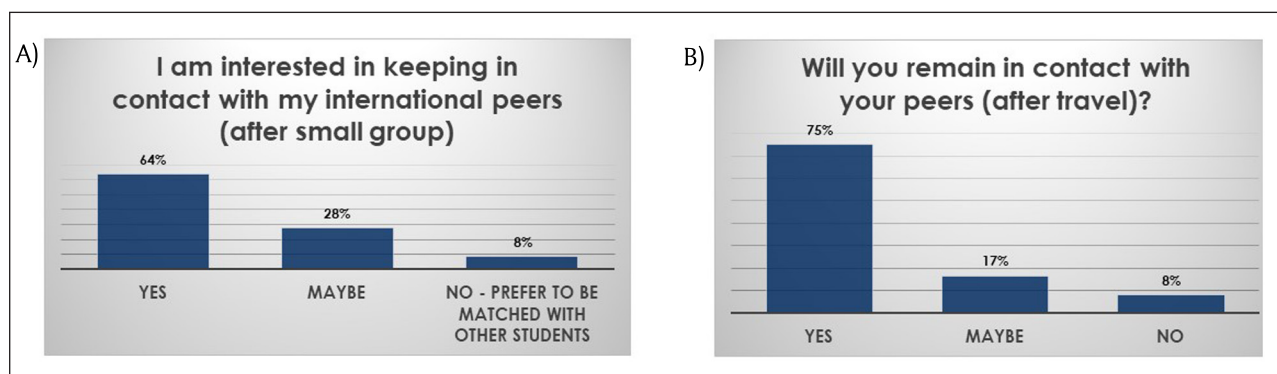 A)
I am interested in keeping in
contact with my international peers
(after small group)
64%
28%
8%
YES
MAYBE
NO - PREFER TO BE
MATCHED WITH
OTHER STUDENTS
B)
Will you remain in contact with
your peers (after travel)?
75%
17%
8%
YES
MAYBE
NO